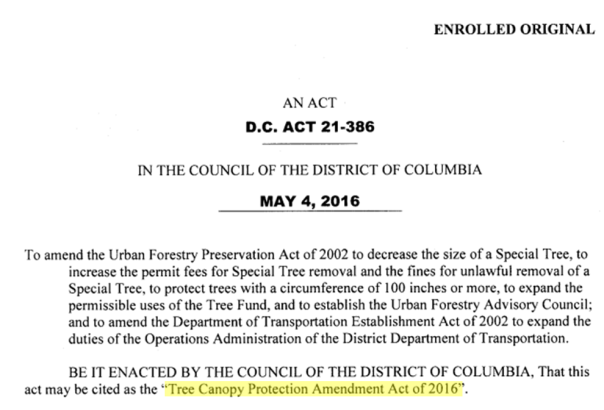 ENROLLED ORIGINAL
AN ACT
D.C. ACT 21-386
IN THE COUNCIL OF THE DISTRICT OF COLUMBIA
MAY 4, 2016
To amend the Urban Forestry Preservation Act of 2002 to decrease the size of a Special Tree, to
increase the permit fees for Special Tree removal and the fines for unlawful removal of a
Special Tree, to protect trees with a circumference of 100 inches or more, to expand the
permissible uses of the Tree Fund, and to establish the Urban Forestry Advisory Council;
and to amend the Department of Transportation Establishment Act of 2002 to expand the
duties of the Operations Administration of the District Department of Transportation.
BE IT ENACTED BY THE COUNCIL OF THE DISTRICT OF COLUMBIA, That this
act may be cited as the “Tree Canopy Protection Amendment Act of 2016”.